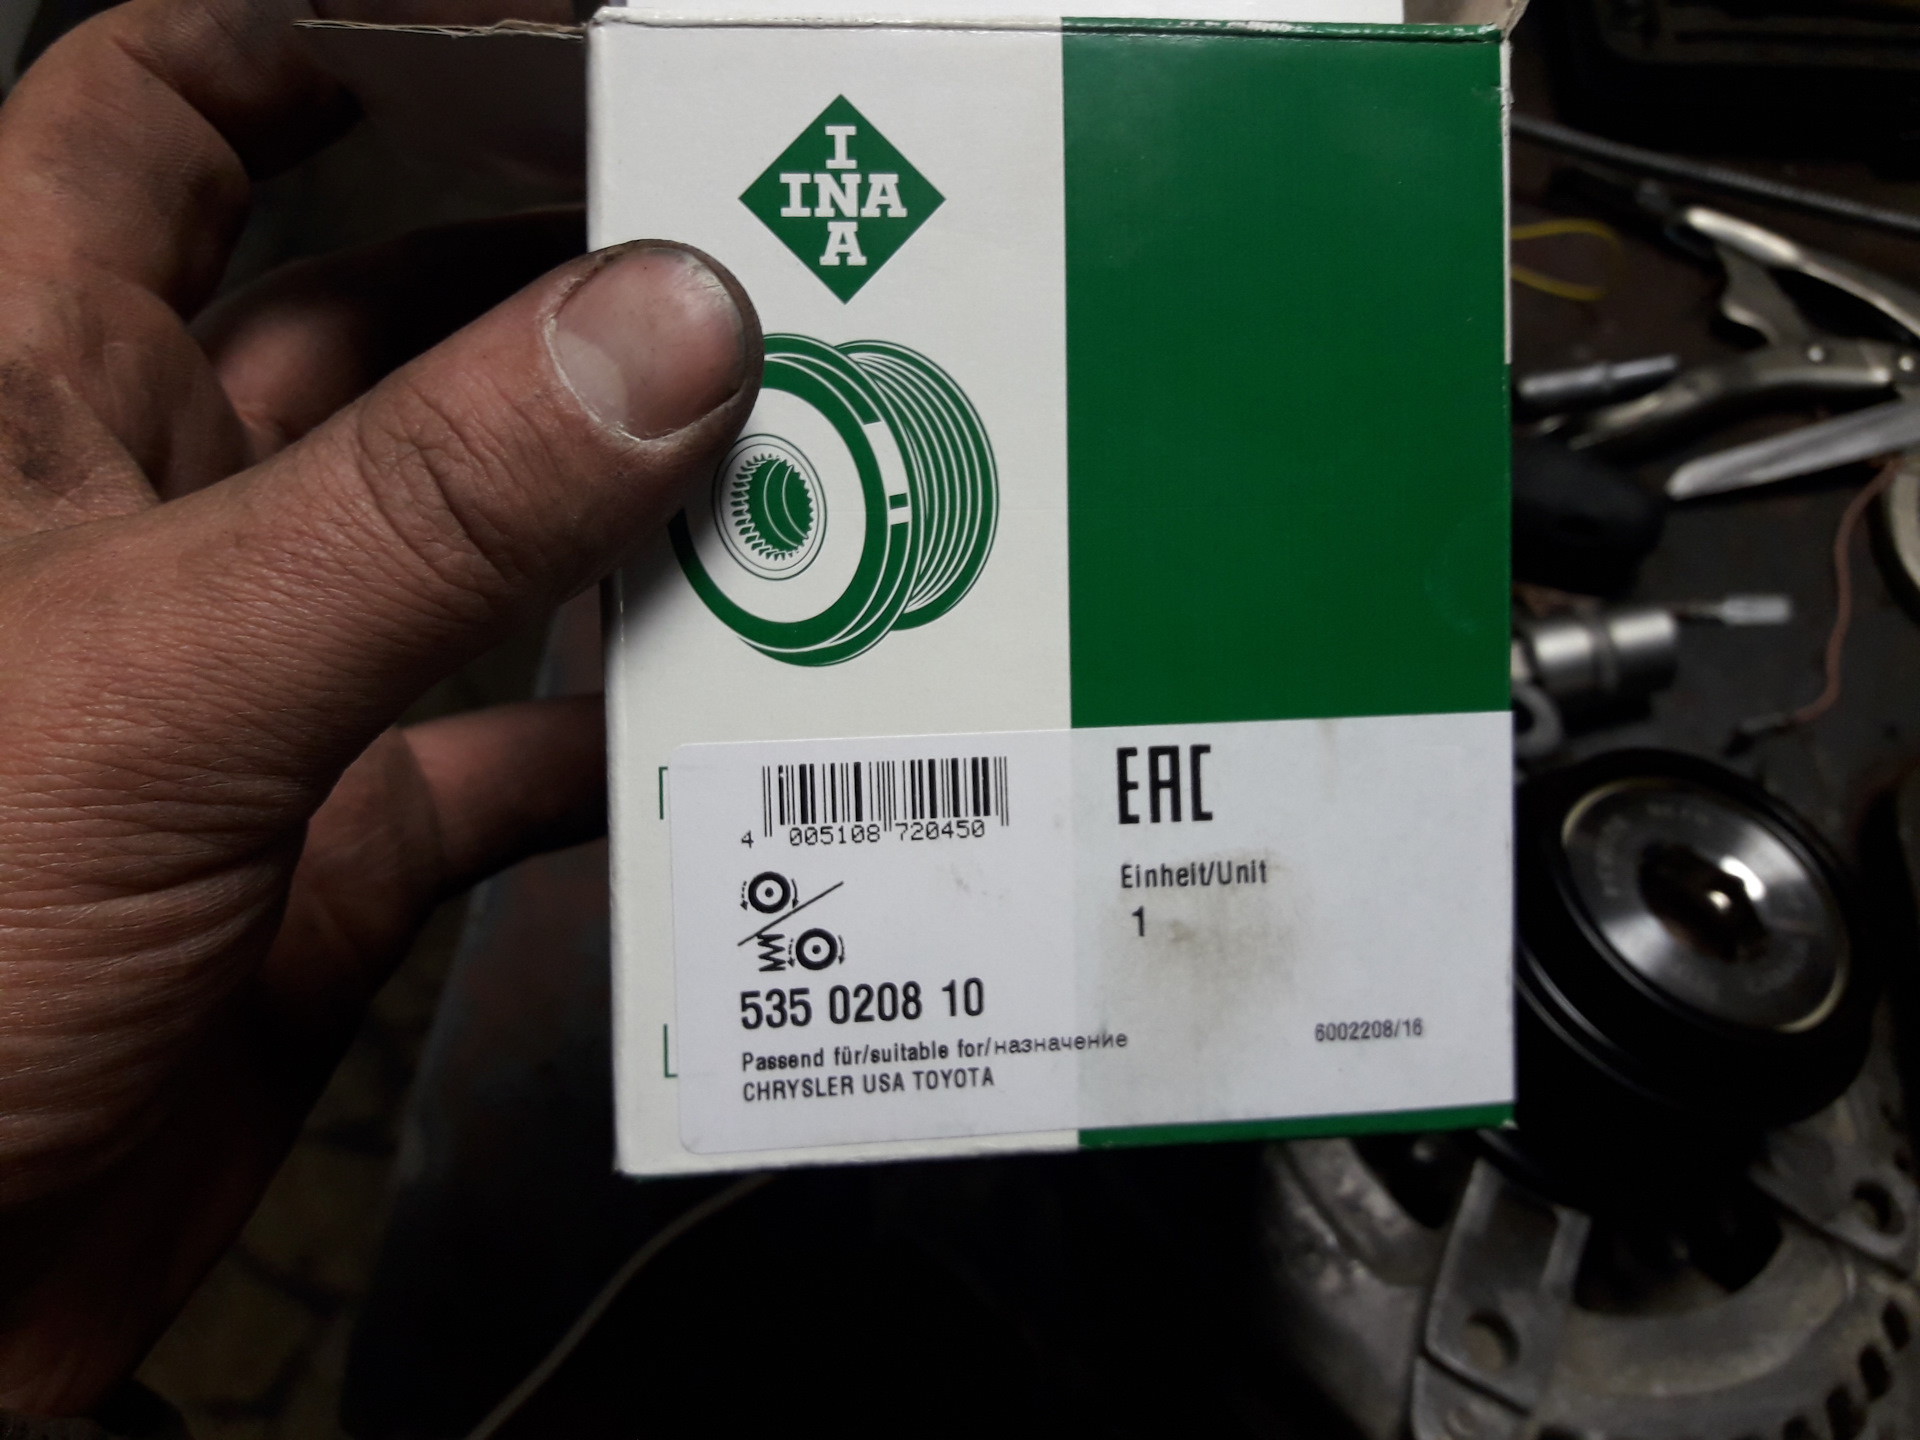 I
INA
A
4 005108 720450
EAC
Einheit/Unit
1
535 0208 10
Passend für/suitable for/назначение
CHRYSLER USA TOYOTA
6002208/16